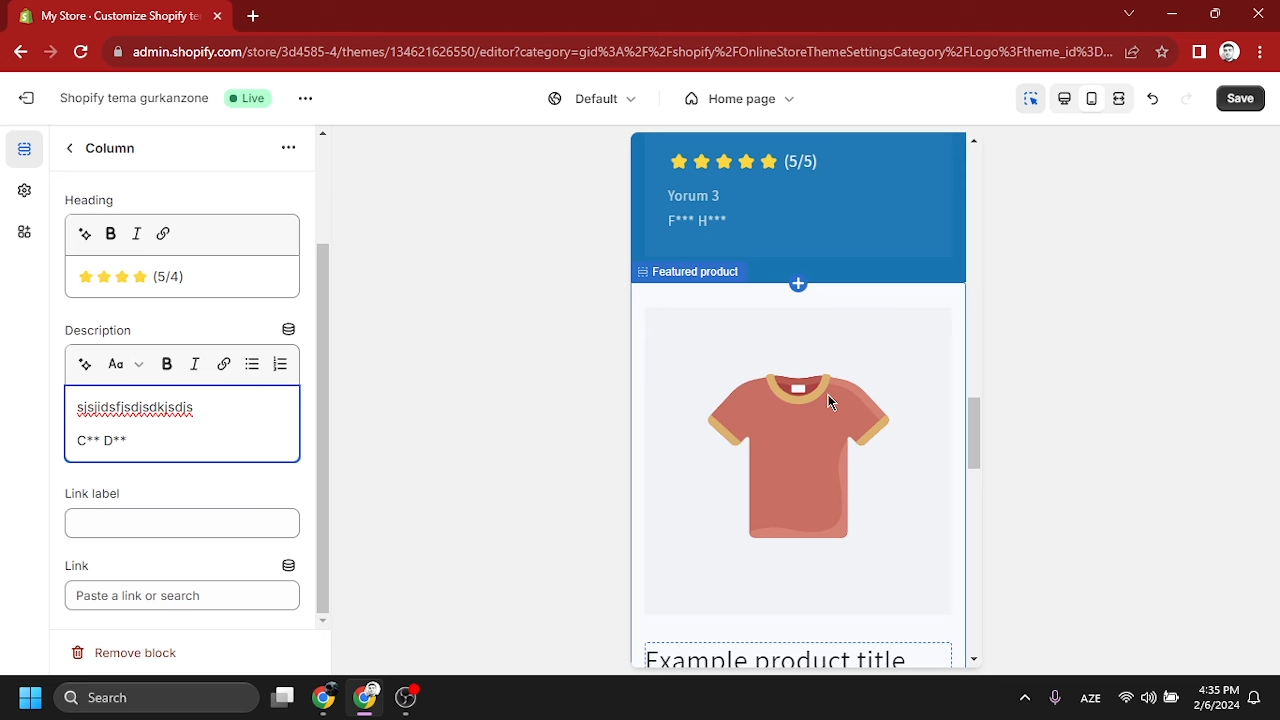 My Store · Customize Shopify te
admin.shopify.com/store/3d4585-4/themes/134621626550/editor?category=gid%3A%2F%2Fshopify%2FOnlineStoreThemeSettingsCategory%2FLogo%3Ftheme_id%3D...
Shopify tema gurkanzone
Live
Default
Home page
Save
Column
Heading
B I
(5/4)
Description
Aa B I
sjsjidsfjsdjsdkjsdjs
C** D**
Link label
Link
Paste a link or search
Remove block
(5/5)
Yorum 3
F*** H***
Featured product
Example product title
Search
AZE
4:35 PM
2/6/2024